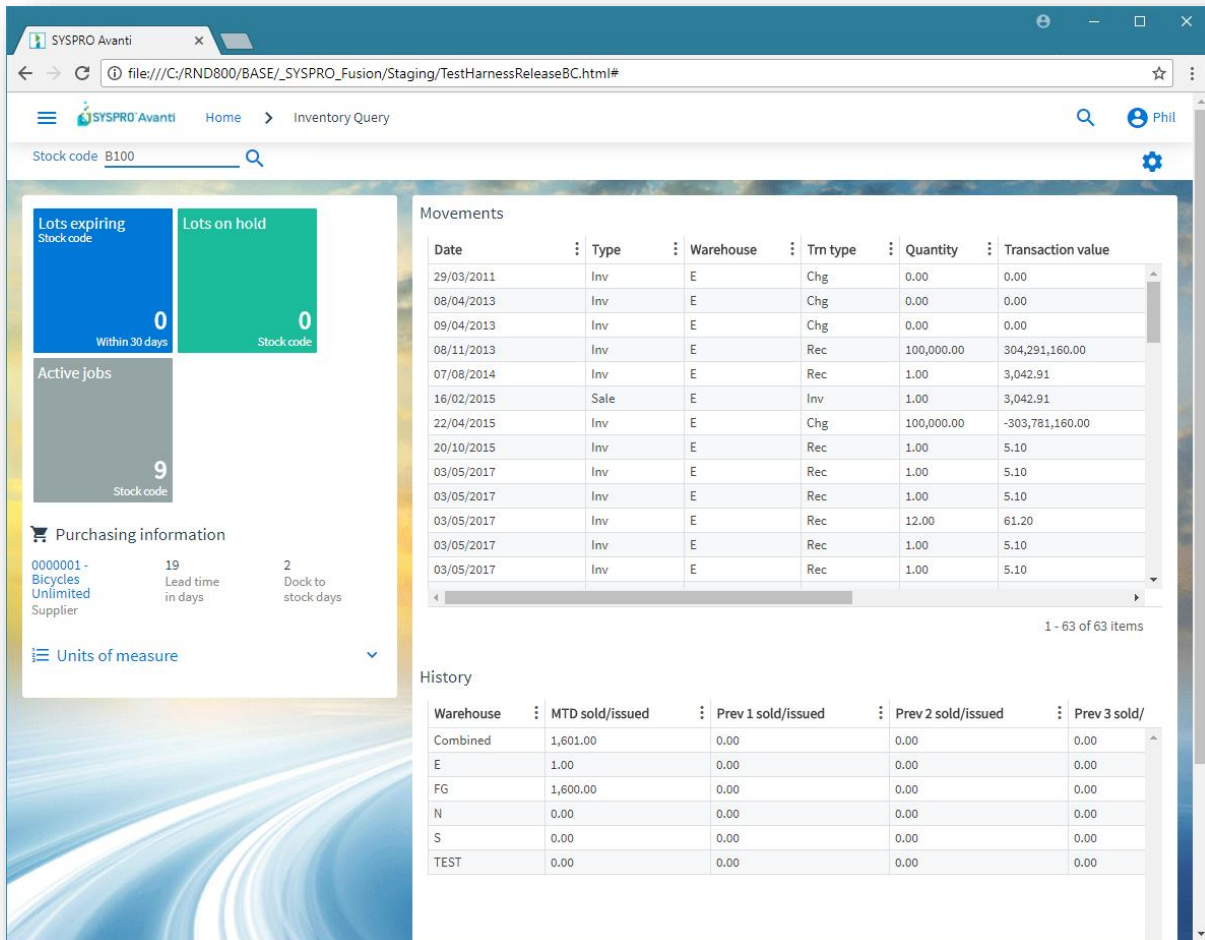 SYSPRO Avanti
file:///C:/RND800/BASE/_SYSPRO_Fusion/Staging/TestHarnessReleaseBC.html#
SYSPRO Avanti Home > Inventory Query Phil
Stock code B100
Lots expiring
Stock code
0
Within 30 days
Lots on hold
0
Stock code
Active jobs
9
Stock code
Purchasing information
0000001 - Bicycles Unlimited
Supplier
19
Lead time in days
2
Dock to stock days
Units of measure
Movements
Date Type Warehouse Trn type Quantity Transaction value
29/03/2011 Inv E Chg 0.00 0.00
08/04/2013 Inv E Chg 0.00 0.00
09/04/2013 Inv E Chg 0.00 0.00
08/11/2013 Inv E Rec 100,000.00 304,291,160.00
07/08/2014 Inv E Rec 1.00 3,042.91
16/02/2015 Sale E Inv 1.00 3,042.91
22/04/2015 Inv E Chg 100,000.00 -303,781,160.00
20/10/2015 Inv E Rec 1.00 5.10
03/05/2017 Inv E Rec 1.00 5.10
03/05/2017 Inv E Rec 1.00 5.10
03/05/2017 Inv E Rec 12.00 61.20
03/05/2017 Inv E Rec 1.00 5.10
03/05/2017 Inv E Rec 1.00 5.10
1 - 63 of 63 items
History
Warehouse MTD sold/issued Prev 1 sold/issued Prev 2 sold/issued Prev 3 sold/
Combined 1,601.00 0.00 0.00 0.00
E 1.00 0.00 0.00 0.00
FG 1,600.00 0.00 0.00 0.00
N 0.00 0.00 0.00 0.00
S 0.00 0.00 0.00 0.00
TEST 0.00 0.00 0.00 0.00